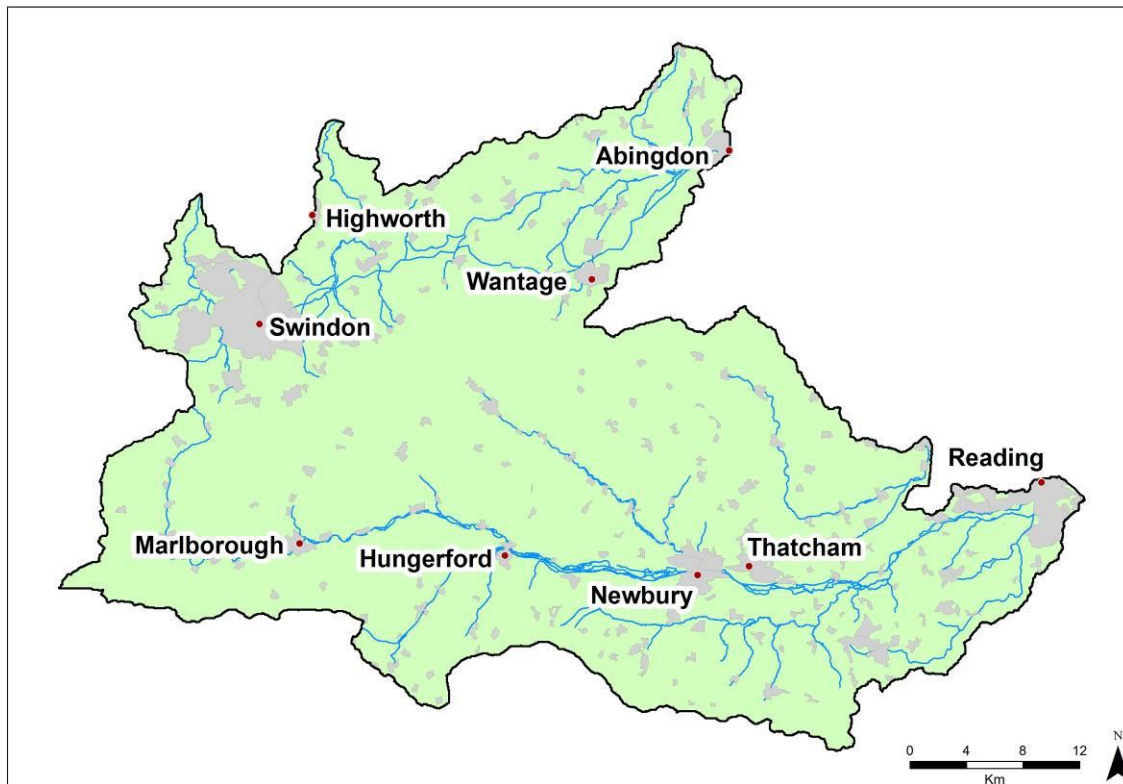 Abingdon
Highworth
Wantage
Swindon
Reading
Marlborough
Hungerford
Thatcham
Newbury
N
0 4 8 12
Km